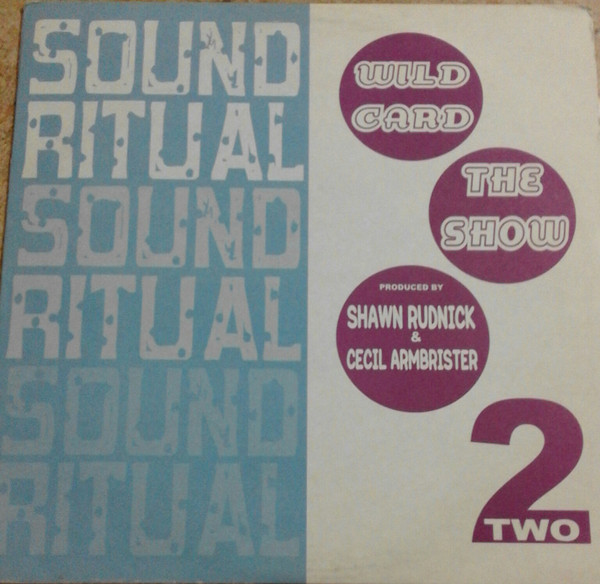 SOUND
RITUAL
SOUND
RITUAL
SOUND
RITUAL
WILD
CARD
THE
SHOW
PRODUCED BY
SHAWN RUDNICK
&
CECIL ARMBRISTER
2
TWO